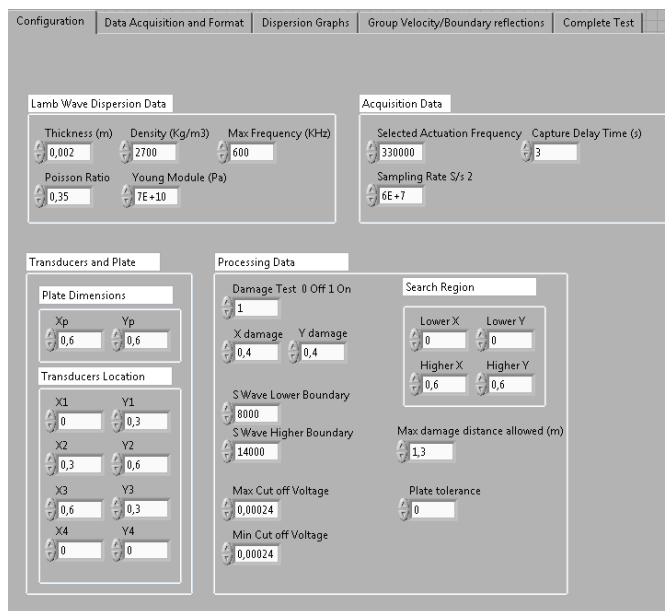 Configuration Data Acquisition and Format Dispersion Graphs Group Velocity/Boundary reflections Complete Test
Lamb Wave Dispersion Data
Thickness (m) Density (Kg/m3) Max Frequency (KHz)
0,002 2700 600
Poisson Ratio Young Module (Pa)
0,35 7E+10
Acquisition Data
Selected Actuation Frequency Capture Delay Time (s)
330000 3
Sampling Rate S/s 2
6E+7
Transducers and Plate
Plate Dimensions
Xp Yp
0,6 0,6
Transducers Location
X1 Y1
0 0,3
X2 Y2
0,3 0,6
X3 Y3
0,6 0,3
X4 Y4
0 0
Processing Data
Damage Test 0 Off 1 On
1
X damage Y damage
0,4 0,4
S Wave Lower Boundary
8000
S Wave Higher Boundary
14000
Max Cut off Voltage
0,00024
Min Cut off Voltage
0,00024
Search Region
Lower X Lower Y
0 0
Higher X Higher Y
0,6 0,6
Max damage distance allowed (m)
1,3
Plate tolerance
0